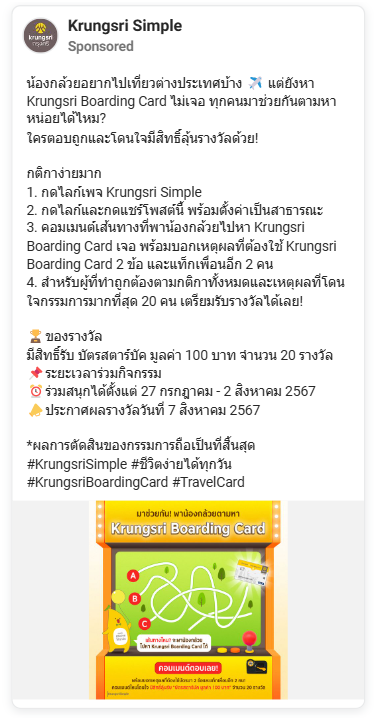 krungsri
กรุงศรี
Krungsri Simple
Sponsored
น้องกล้วยอยากไปเที่ยวต่างประเทศบ้าง ✈️ แต่ยังหา
Krungsri Boarding Card ไม่เจอ ทุกคนมาช่วยกันตามหา
หน่อยได้ไหม?
ใครตอบถูกและโดนใจมีสิทธิ์ลุ้นรางวัลด้วย!
กติกาง่ายมาก
1. กดไลก์เพจ Krungsri Simple
2. กดไลก์และกดแชร์โพสต์นี้ พร้อมตั้งค่าเป็นสาธารณะ
3. คอมเมนต์เส้นทางที่พาน้องกล้วยไปหา Krungsri
Boarding Card เจอ พร้อมบอกเหตุผลที่ต้องใช้ Krungsri
Boarding Card 2 ข้อ และแท็กเพื่อนอีก 2 คน
4. สำหรับผู้ที่ทำถูกต้องตามกติกาทั้งหมดและเหตุผลที่โดน
ใจกรรมการมากที่สุด 20 คน เตรียมรับรางวัลได้เลย!
🏆 ของรางวัล
มีสิทธิ์รับ บัตรสตาร์บัค มูลค่า 100 บาท จำนวน 20 รางวัล
📌 ระยะเวลาร่วมกิจกรรม
⏰ ร่วมสนุกได้ตั้งแต่ 27 กรกฎาคม - 2 สิงหาคม 2567
📣 ประกาศผลรางวัลวันที่ 7 สิงหาคม 2567
*ผลการตัดสินของกรรมการถือเป็นที่สิ้นสุด
#KrungsriSimple #ชีวิตง่ายได้ทุกวัน
#KrungsriBoardingCard #TravelCard
มาช่วยกัน! พาน้องกล้วยตามหา
Krungsri Boarding Card
A
B
C
เส้นทางไหน? จะพาน้องกล้วย
ไปหา Krungsri Boarding Card ได้
คอมเมนต์ตอบเลย!